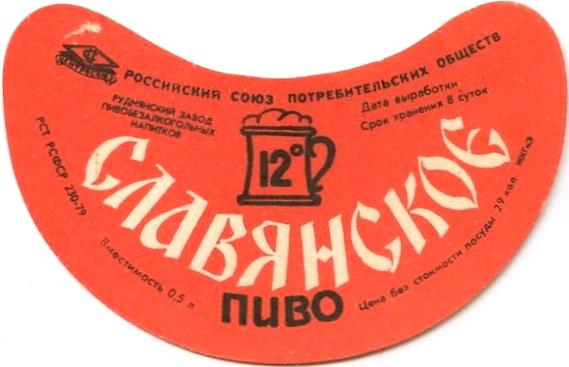 РОССИЙСКИЙ СОЮЗ ПОТРЕБИТЕЛЬСКИХ ОБЩЕСТВ
РУДНЯНСКИЙ ЗАВОД
ПИВОБЕЗАЛКОГОЛЬНЫХ
НАПИТКОВ
Дата выработки
Срок хранения 8 суток
РСТ РСФСР 230-79
12°
СЛАВЯНСКОЕ
ПИВО
Вместимость 0,5 л
Цена без стоимости посуды 29 коп.